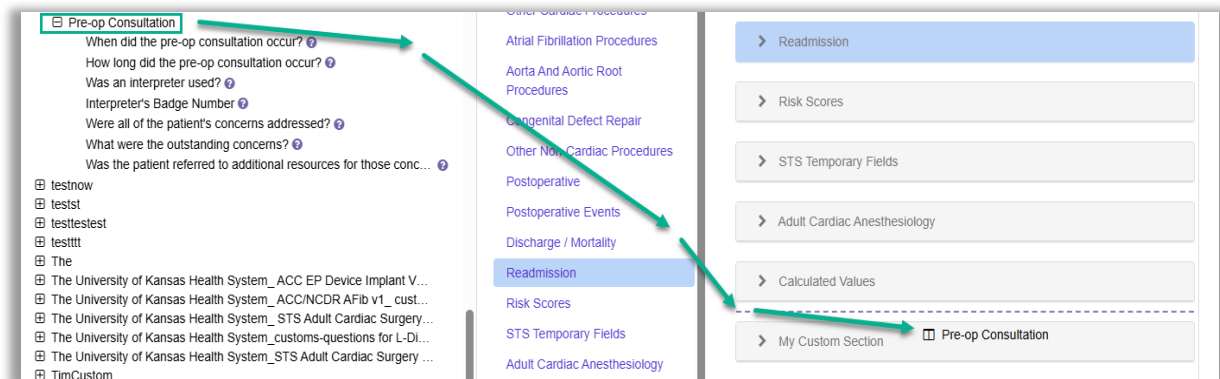 Pre-op Consultation
When did the pre-op consultation occur?
How long did the pre-op consultation occur?
Was an interpreter used?
Interpreter's Badge Number
Were all of the patient's concerns addressed?
What were the outstanding concerns?
Was the patient referred to additional resources for those conc...
testnow
testst
testtestest
testttt
The
The University of Kansas Health System_ ACC EP Device Implant V...
The University of Kansas Health System_ ACC/NCDR AFib v1_ cust...
The University of Kansas Health System_ STS Adult Cardiac Surgery...
The University of Kansas Health System_customs-questions for L-Di...
The University of Kansas Health System_STS Adult Cardiac Surgery ...
TimCustom
Other Cardiac Procedures
Atrial Fibrillation Procedures
Aorta And Aortic Root
Procedures
Congenital Defect Repair
Other Non Cardiac Procedures
Postoperative
Postoperative Events
Discharge / Mortality
Readmission
Risk Scores
STS Temporary Fields
Adult Cardiac Anesthesiology
Readmission
Risk Scores
STS Temporary Fields
Adult Cardiac Anesthesiology
Calculated Values
My Custom Section
Pre-op Consultation